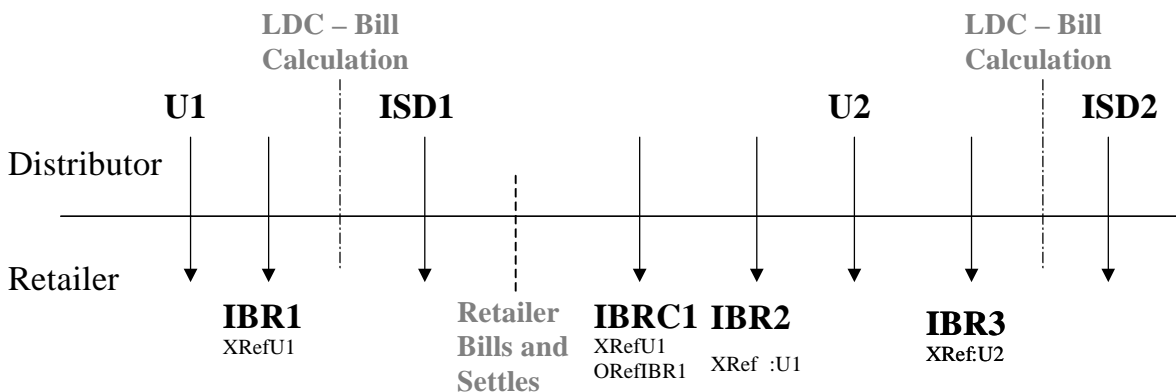 LDC – Bill
Calculation
LDC – Bill
Calculation
U1
ISD1
U2
ISD2
Distributor
Retailer
IBR1
XRefU1
Retailer
Bills and
Settles
IBRC1
XRefU1
ORefIBR1
IBR2
XRef :U1
IBR3
XRef:U2